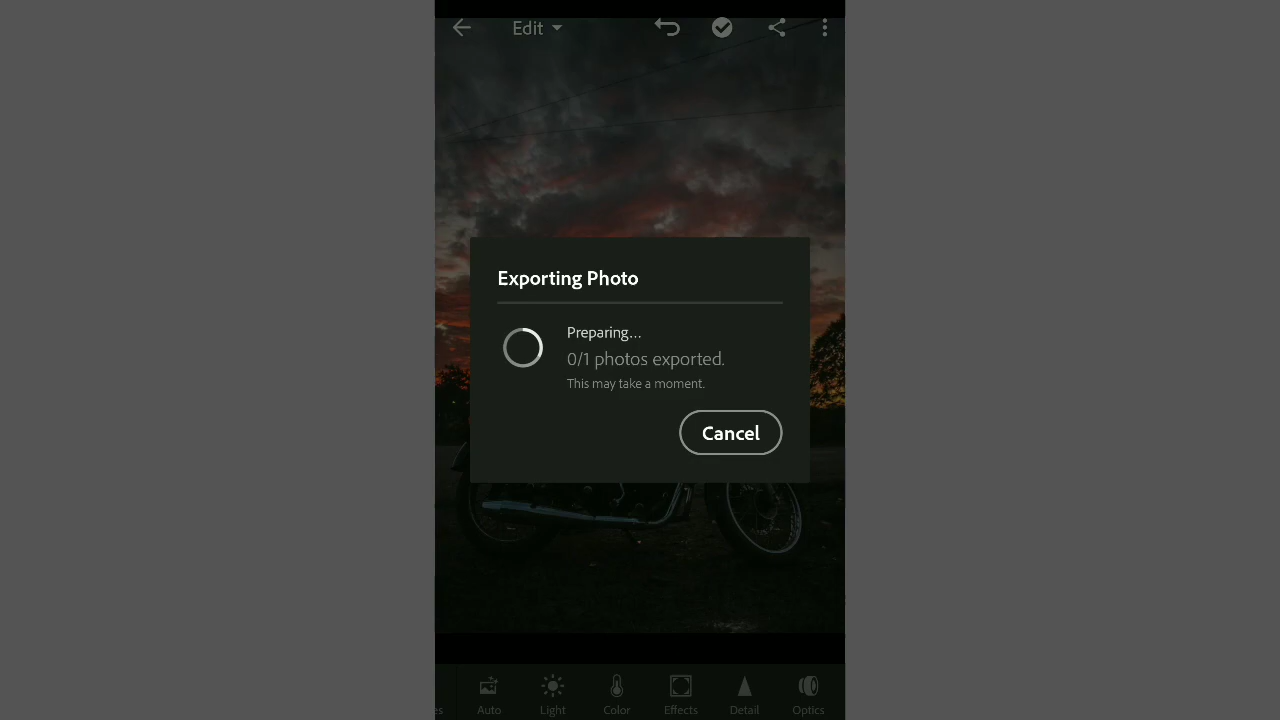 Edit
Exporting Photo
Preparing...
0/1 photos exported.
This may take a moment.
Cancel
es Auto Light Color Effects Detail Optics